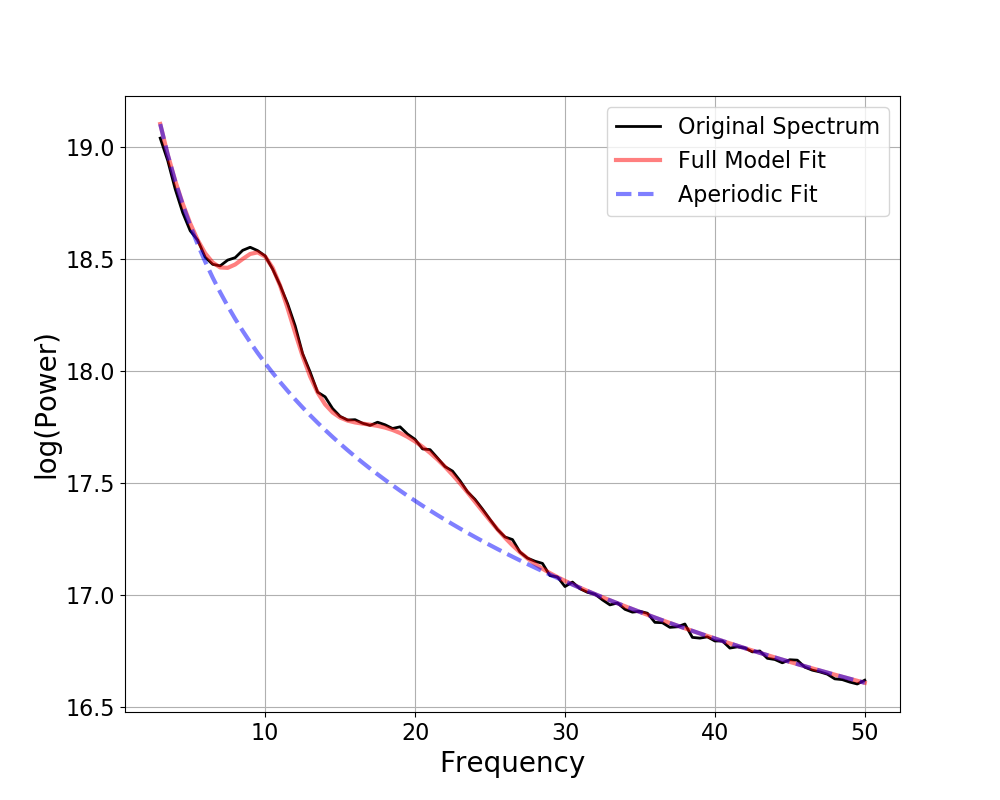 Original Spectrum
Full Model Fit
Aperiodic Fit
log(Power)
19.0
18.5
18.0
17.5
17.0
16.5
10 20 30 40 50
Frequency